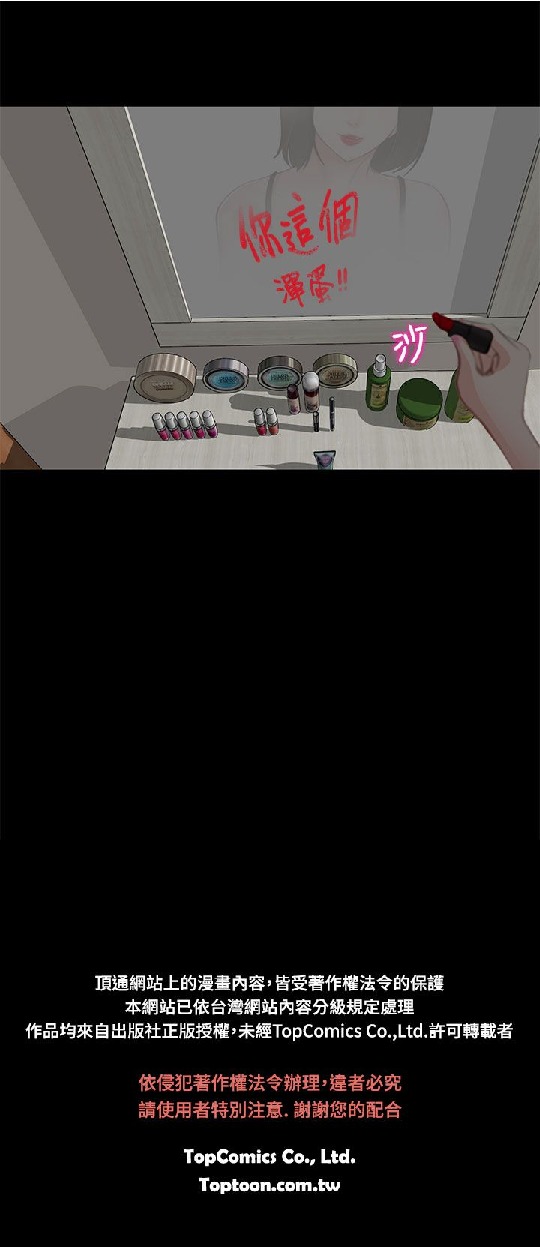 你這個
渾蛋!!
沙
頂通網站上的漫畫內容，皆受著作權法令的保護
本網站已依台灣網站內容分級規定處理
作品均來自出版社正版授權，未經TopComics Co.,Ltd.許可轉載者
依侵犯著作權法令辦理，違者必究
請使用者特別注意. 謝謝您的配合
TopComics Co., Ltd.
Toptoon.com.tw